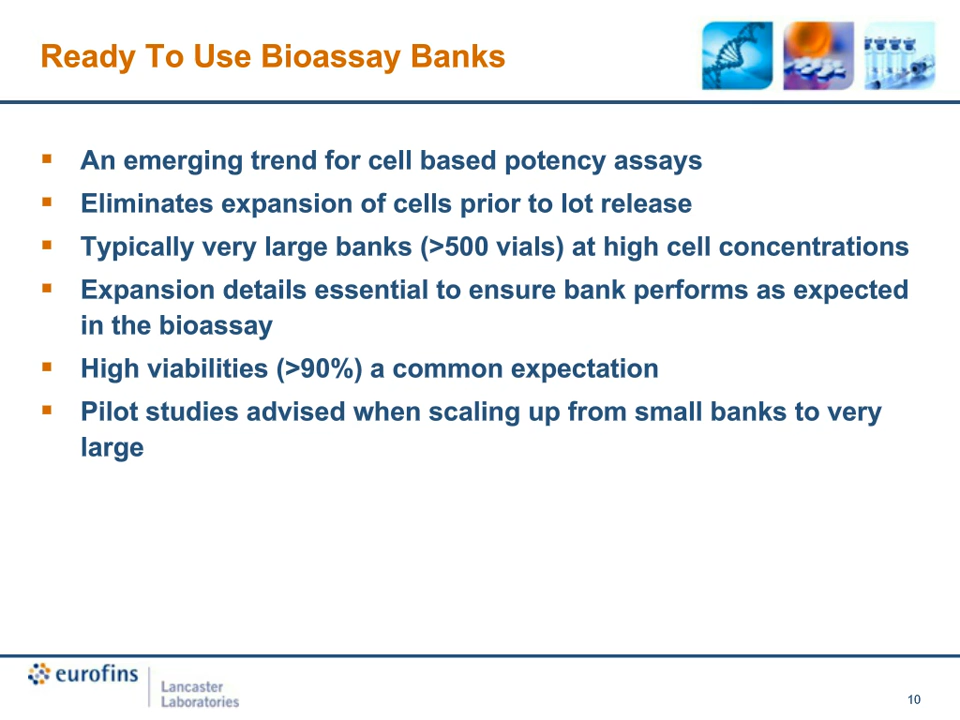 Ready To Use Bioassay Banks
▪ An emerging trend for cell based potency assays
▪ Eliminates expansion of cells prior to lot release
▪ Typically very large banks (>500 vials) at high cell concentrations
▪ Expansion details essential to ensure bank performs as expected
in the bioassay
▪ High viabilities (>90%) a common expectation
▪ Pilot studies advised when scaling up from small banks to very
large
eurofins
Lancaster
Laboratories
10